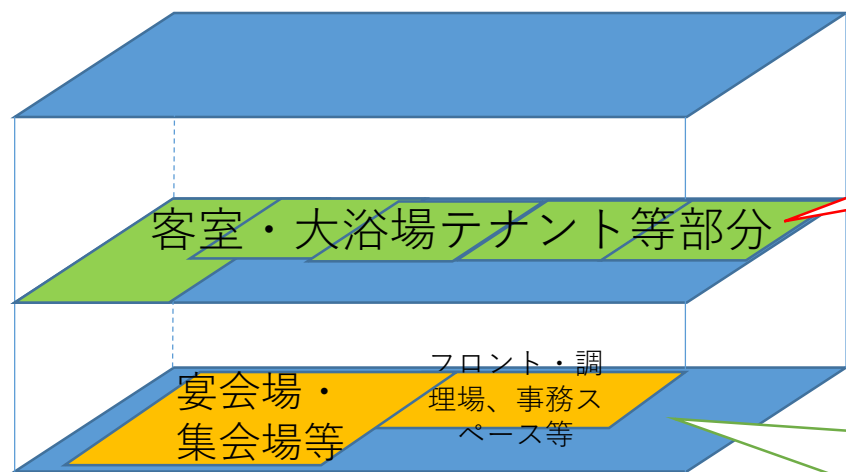 客室・大浴場テナント等部分
フロント・調
理場、事務ス
ペース等
宴会場・
集会場等